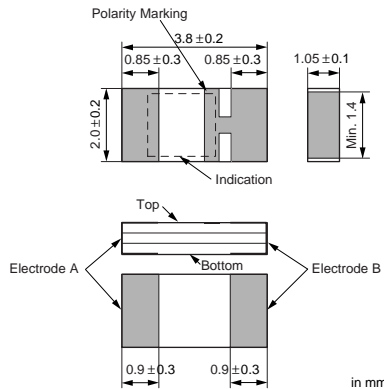 Polarity Marking
3.8±0.2
0.85±0.3
0.85±0.3
1.05±0.1
2.0±0.2
Min. 1.4
Indication
Top
Electrode A
Bottom
Electrode B
0.9±0.3
0.9±0.3
in mm